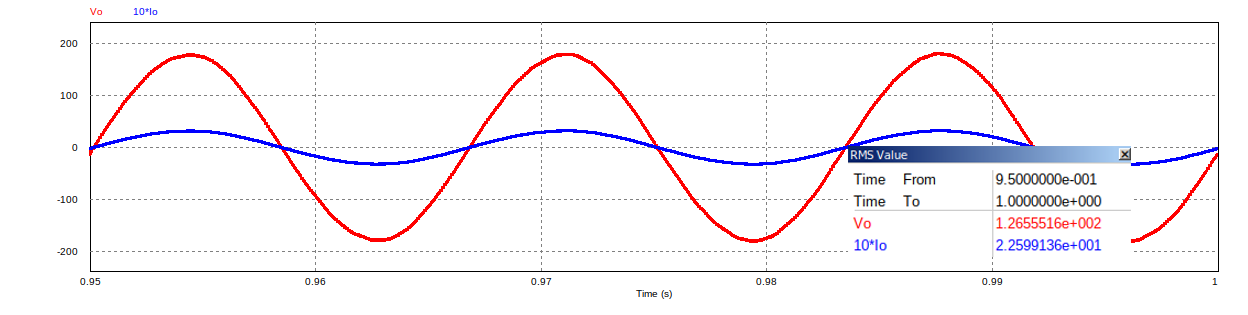 Vo 10*Io
200
100
0
-100
-200
0.95 0.96 0.97 0.98 0.99 1
Time (s)
RMS Value
Time From 9.5000000e-001
Time To 1.0000000e+000
Vo 1.2655516e+002
10*Io 2.2599136e+001